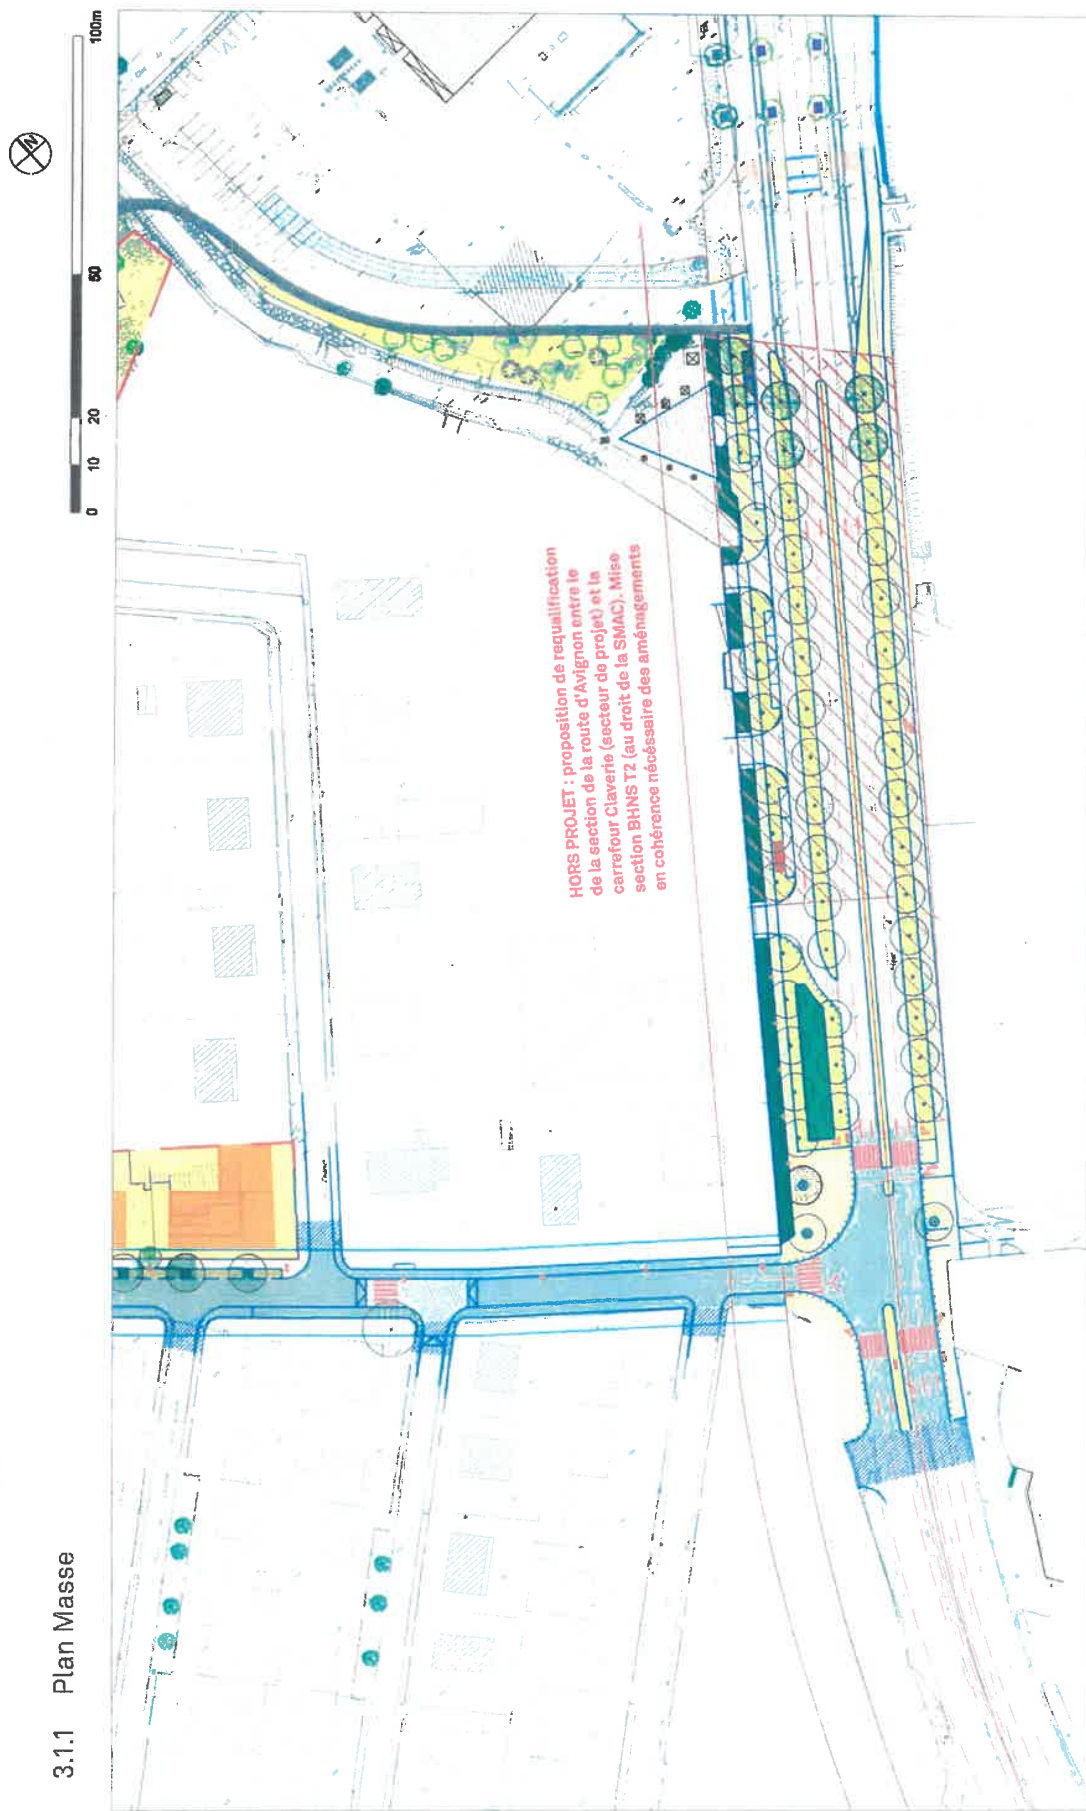 3.1.1 Plan Masse
0 10 20 50 100m
N
HORS PROJET : proposition de requalification
de la section de la route d'Avignon entre le
carrefour Claverie (secteur de projet) et la
section BHNS T2 (au droit de la SMAC). Mise
en cohérence nécéssaire des aménagements